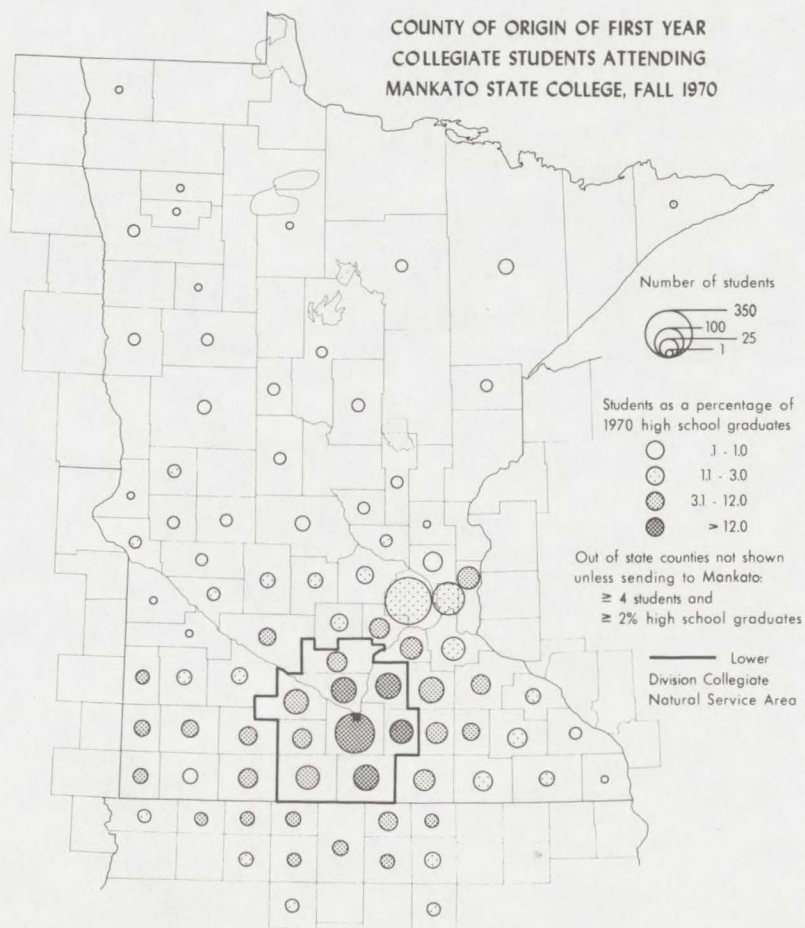 COUNTY OF ORIGIN OF FIRST YEAR
COLLEGIATE STUDENTS ATTENDING
MANKATO STATE COLLEGE, FALL 1970
Number of students
350
100
25
1
Students as a percentage of
1970 high school graduates
.1 - 1.0
1.1 - 3.0
3.1 - 12.0
> 12.0
Out of state counties not shown
unless sending to Mankato:
≥ 4 students and
≥ 2% high school graduates
Lower
Division Collegiate
Natural Service Area